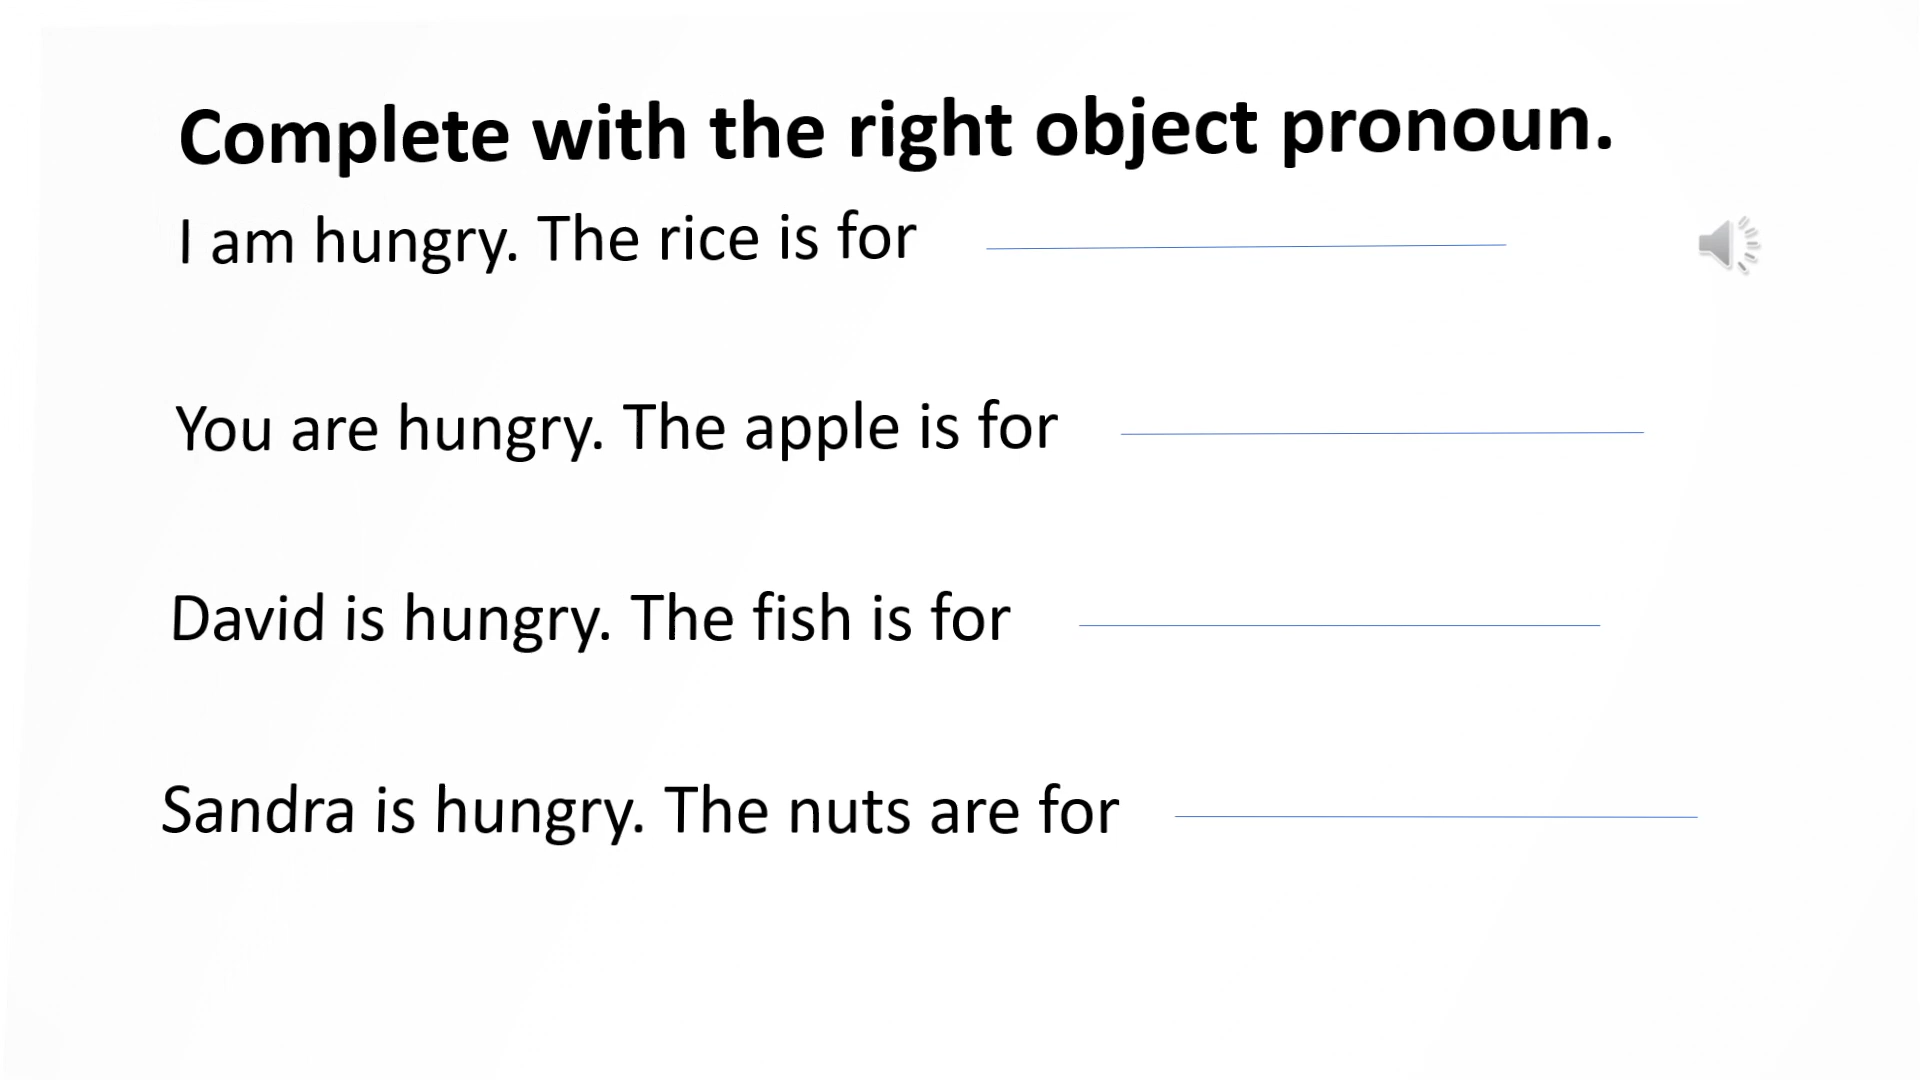 Complete with the right object pronoun.
I am hungry. The rice is for
You are hungry. The apple is for
David is hungry. The fish is for
Sandra is hungry. The nuts are for